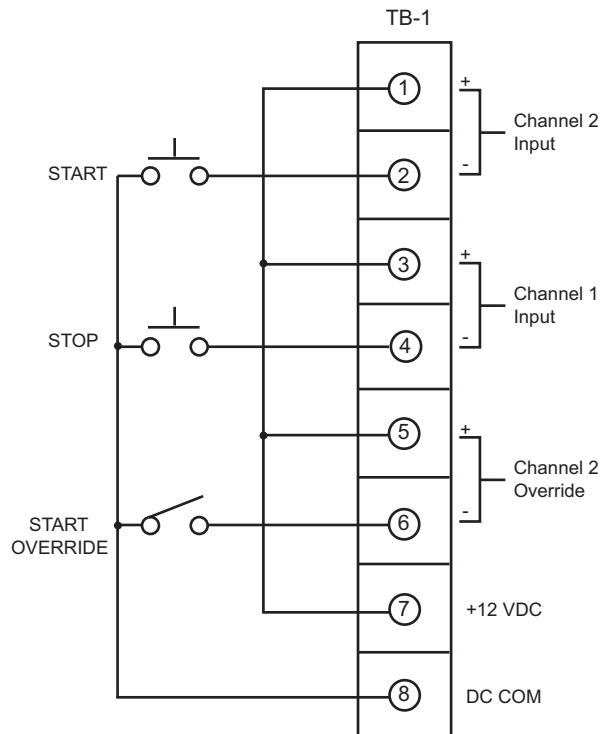 TB-1
1
+
Channel 2
Input
START
2
-
3
+
Channel 1
Input
STOP
4
-
5
+
Channel 2
Override
START
OVERRIDE
6
-
7
+12 VDC
8
DC COM